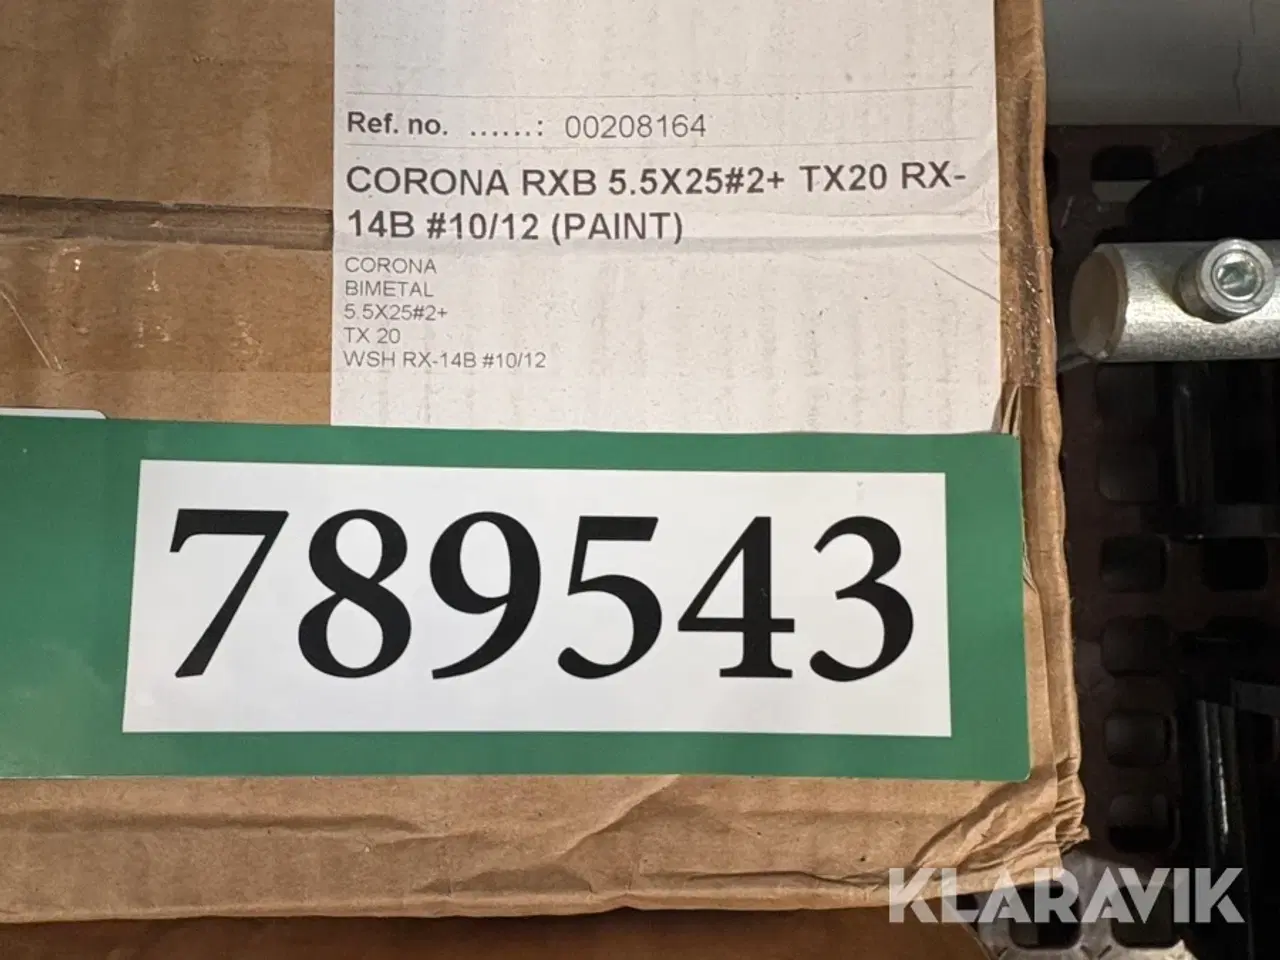 Ref. no. ......: 00208164
CORONA RXB 5.5X25#2+ TX20 RX-
14B #10/12 (PAINT)
CORONA
BIMETAL
5.5X25#2+
TX 20
WSH RX-14B #10/12
789543
KLARAVIK